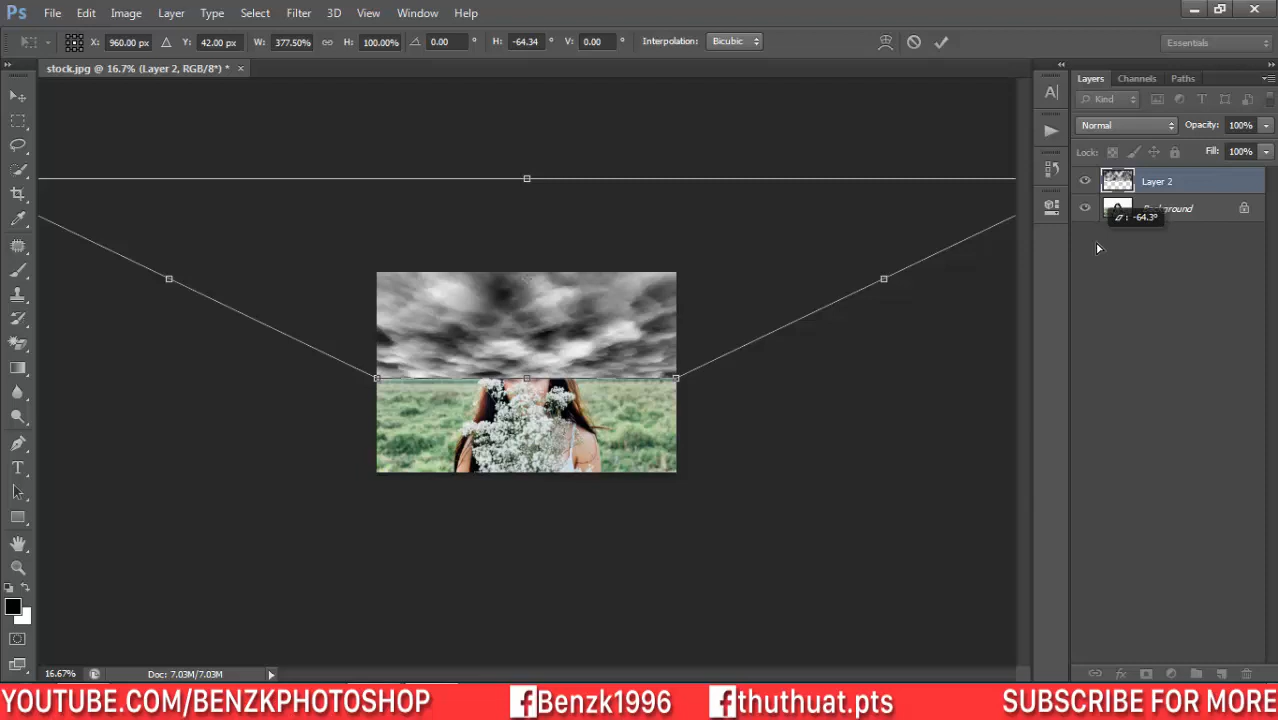 Ps File Edit Image Layer Type Select Filter 3D View Window Help
X: 960.00 px Y: 42.00 px W: 377.50% H: 100.00% 0.00 ° H: -64.34 ° V: 0.00 ° Interpolation: Bicubic Essentials
stock.jpg @ 16.7% (Layer 2, RGB/8*) * ×
Layers Channels Paths
Kind
Normal Opacity: 100%
Lock: Fill: 100%
Layer 2
Background
: -64.3°
16.67% Doc: 7.03M/7.03M
YOUTUBE.COM/BENZKPHOTOSHOP Benzk1996 thuthuat.pts SUBSCRIBE FOR MORE